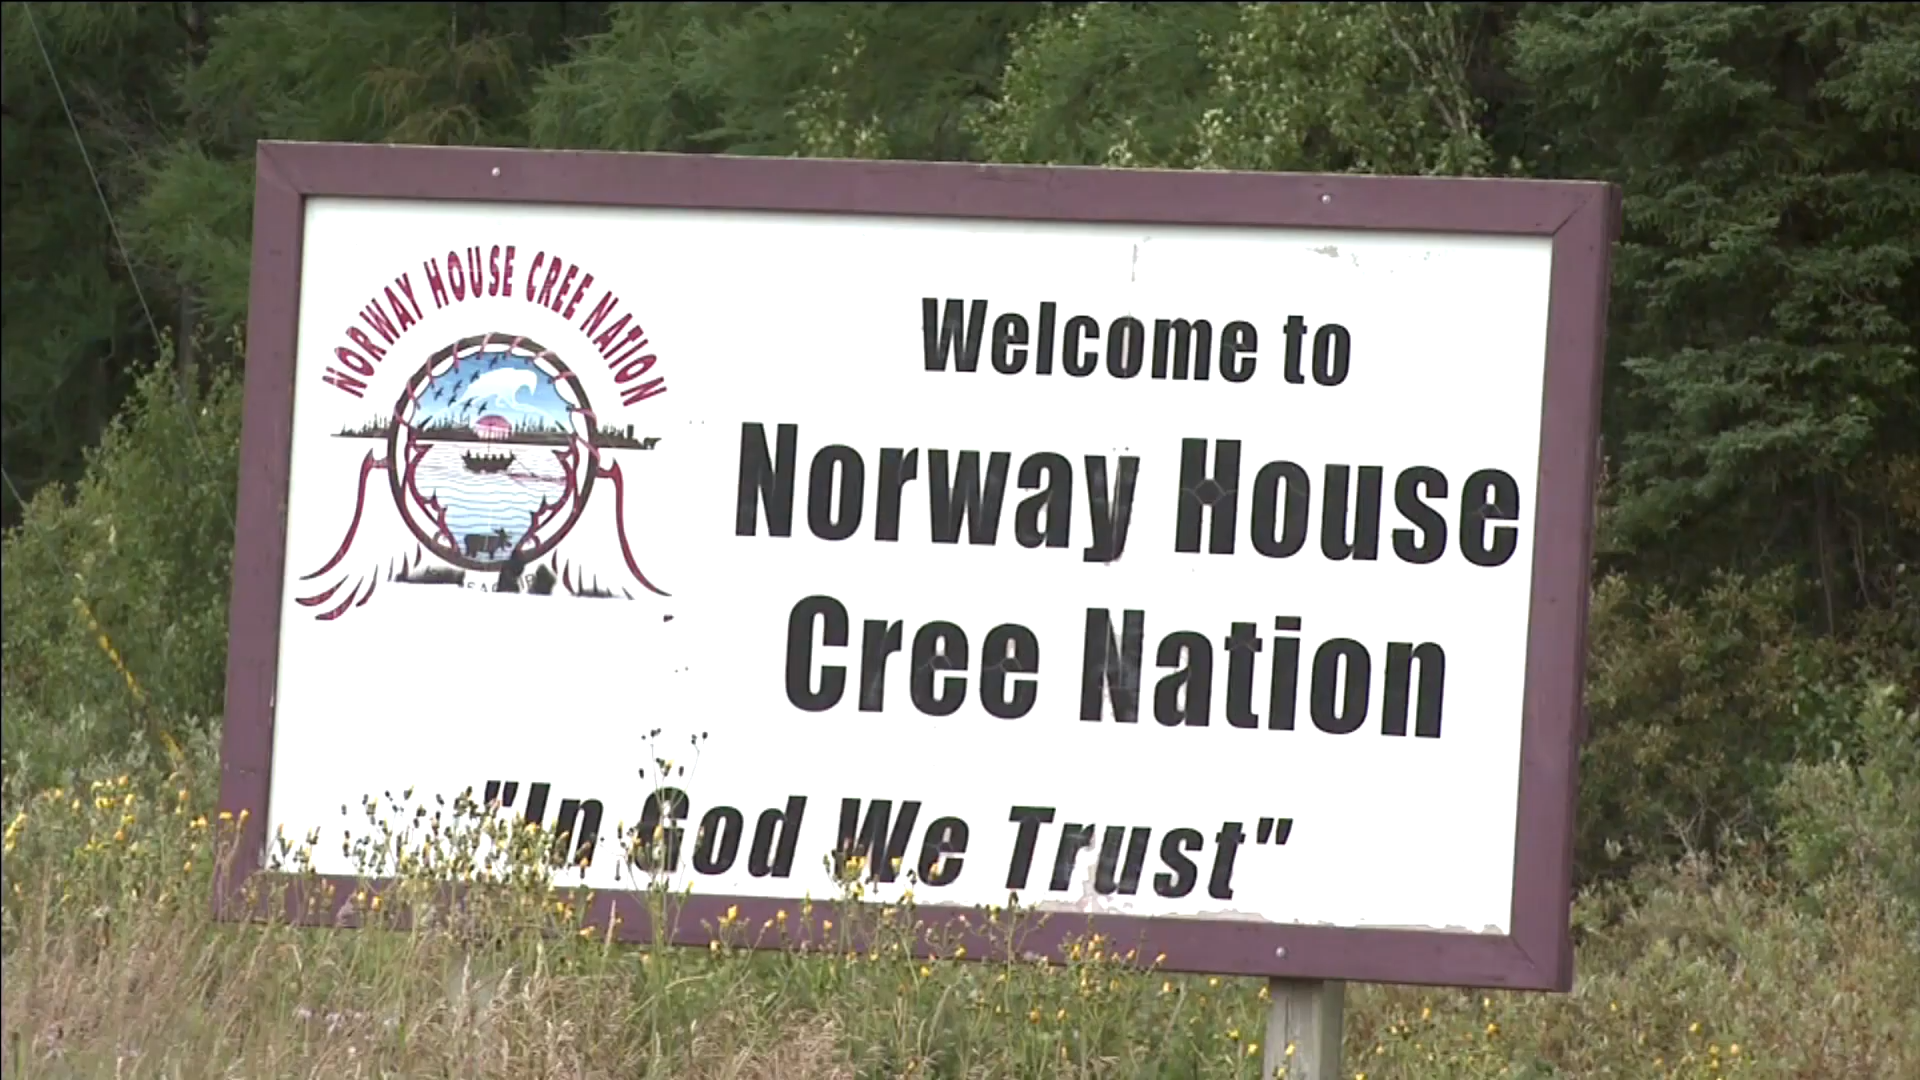 NORWAY HOUSE CREE NATION
Welcome to
Norway House
Cree Nation
"In God We Trust"